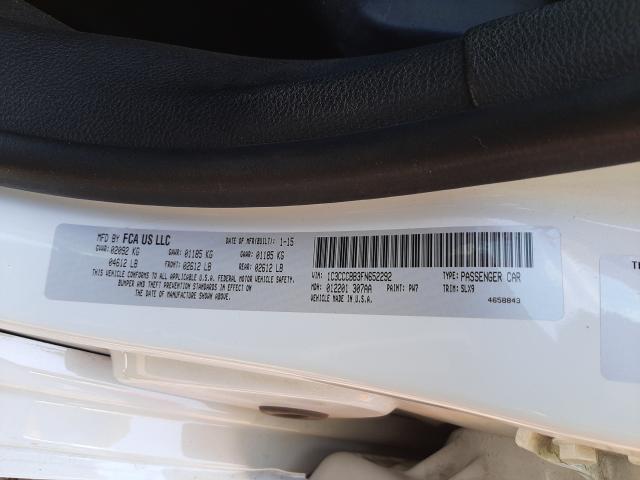 MFD BY FCA US LLC DATE OF MFR(BUILT): 1-15
GVWR: 02092 KG GAWR: 01185 KG GAWR: 01185 KG
04612 LB FRONT: 02612 LB REAR: 02612 LB
THIS VEHICLE CONFORMS TO ALL APPLICABLE U.S.A. FEDERAL MOTOR VEHICLE SAFETY,
BUMPER AND THEFT PREVENTION STANDARDS IN EFFECT ON
THE DATE OF MANUFACTURE SHOWN ABOVE.
VIN: 1C3CCCBB3FN652292 TYPE: PASSENGER CAR
MDH: 012201 307AA PAINT: PW7 TRIM: SLX9
VEHICLE MADE IN U.S.A. 4658843